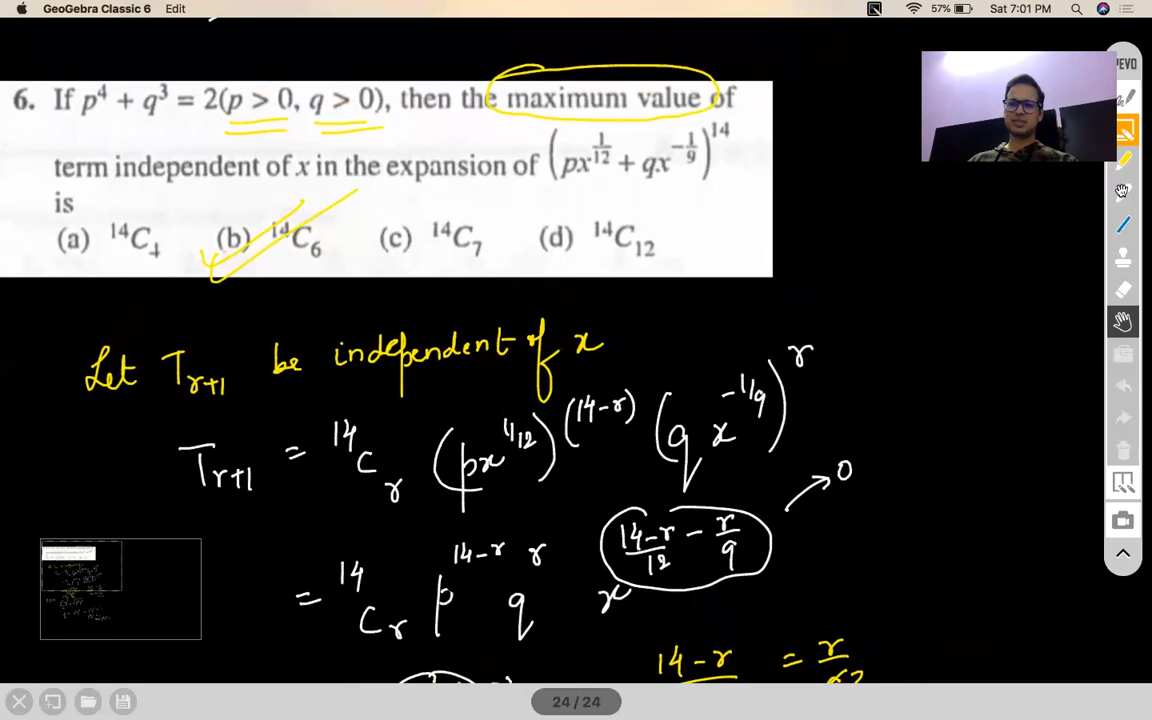 GeoGebra Classic 6 Edit 57% Sat 7:01 PM
6. If p⁴ + q³ = 2(p > 0, q > 0), then the maximum value of
term independent of x in the expansion of (px^{1/12} + qx^{-1/9})^{14}
is
(a) ¹⁴C₄ (b) ¹⁴C₆ (c) ¹⁴C₇ (d) ¹⁴C₁₂
Let T_{r+1} be independent of x
T_{r+1} = ¹⁴C_r (px^{1/12})^{(14-r)} (q x^{-1/9})^r
= ¹⁴C_r p^{14-r} q^r x^{\frac{14-r}{12} - \frac{r}{9}} → 0
14-r = r
24 / 24